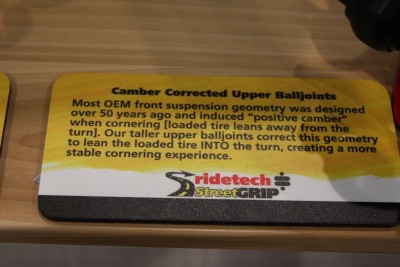 Camber Corrected Upper Balljoints
Most OEM front suspension geometry was designed
over 50 years ago and induced "positive camber"
when cornering [loaded tire leans away from the
turn]. Our taller upper balljoints correct this geometry
to lean the loaded tire INTO the turn, creating a more
stable cornering experience.
ridetech
StreetGRIP